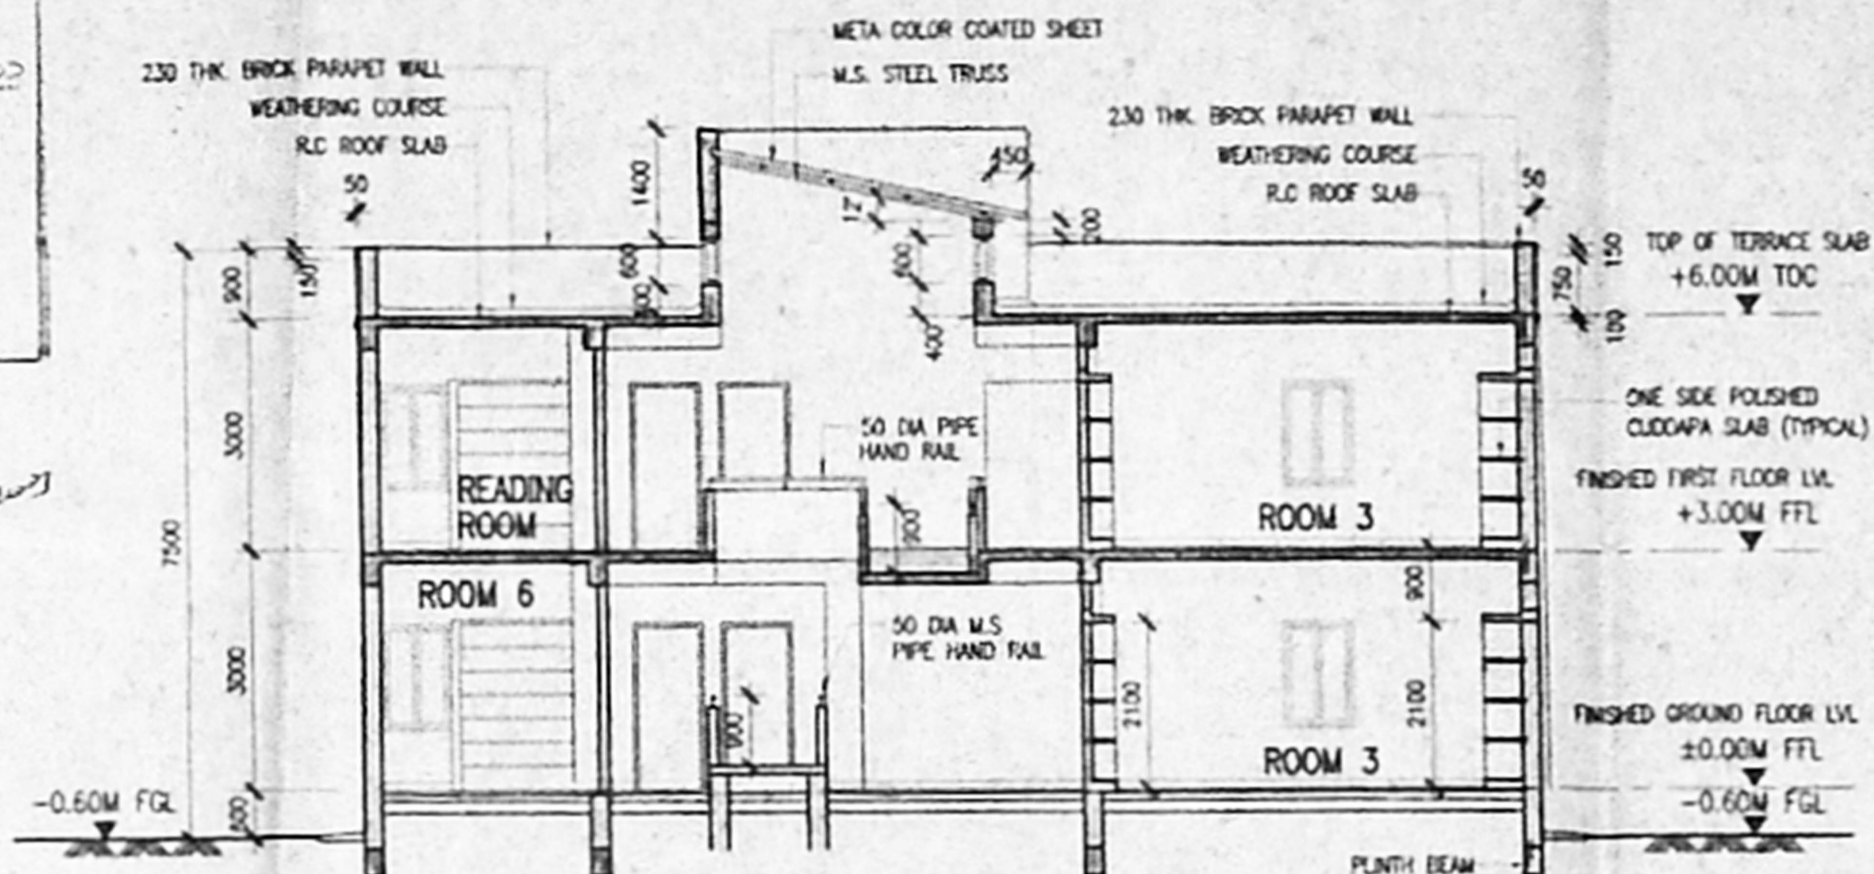 META COLOR COATED SHEET
M.S. STEEL TRUSS
230 THK. BRICK PARAPET WALL
WEATHERING COURSE
R.C ROOF SLAB
50
230 THK. BRICK PARAPET WALL
WEATHERING COURSE
R.C ROOF SLAB
50
1400
450
12°
200
600
600
400
900
150
150
750
100
TOP OF TERRACE SLAB
+6.00M TOC
3000
7500
50 DIA PIPE
HAND RAIL
900
READING
ROOM
ROOM 3
ONE SIDE POLISHED
CUDDAPA SLAB (TYPICAL)
FINISHED FIRST FLOOR LVL
+3.00M FFL
ROOM 6
50 DIA M.S
PIPE HAND RAIL
900
3000
900
2100
2100
ROOM 3
FINISHED GROUND FLOOR LVL
±0.00M FFL
-0.60M FGL
-0.60M FGL
600
PLINTH BEAM